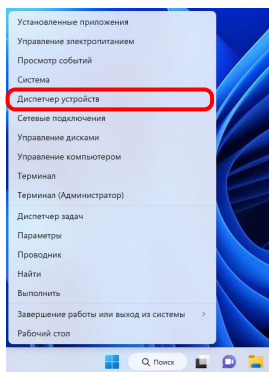 Установленные приложения
Управление электропитанием
Просмотр событий
Система
Диспетчер устройств
Сетевые подключения
Управление дисками
Управление компьютером
Терминал
Терминал (Администратор)
Диспетчер задач
Параметры
Проводник
Найти
Выполнить
Завершение работы или выход из системы
Рабочий стол
Поиск